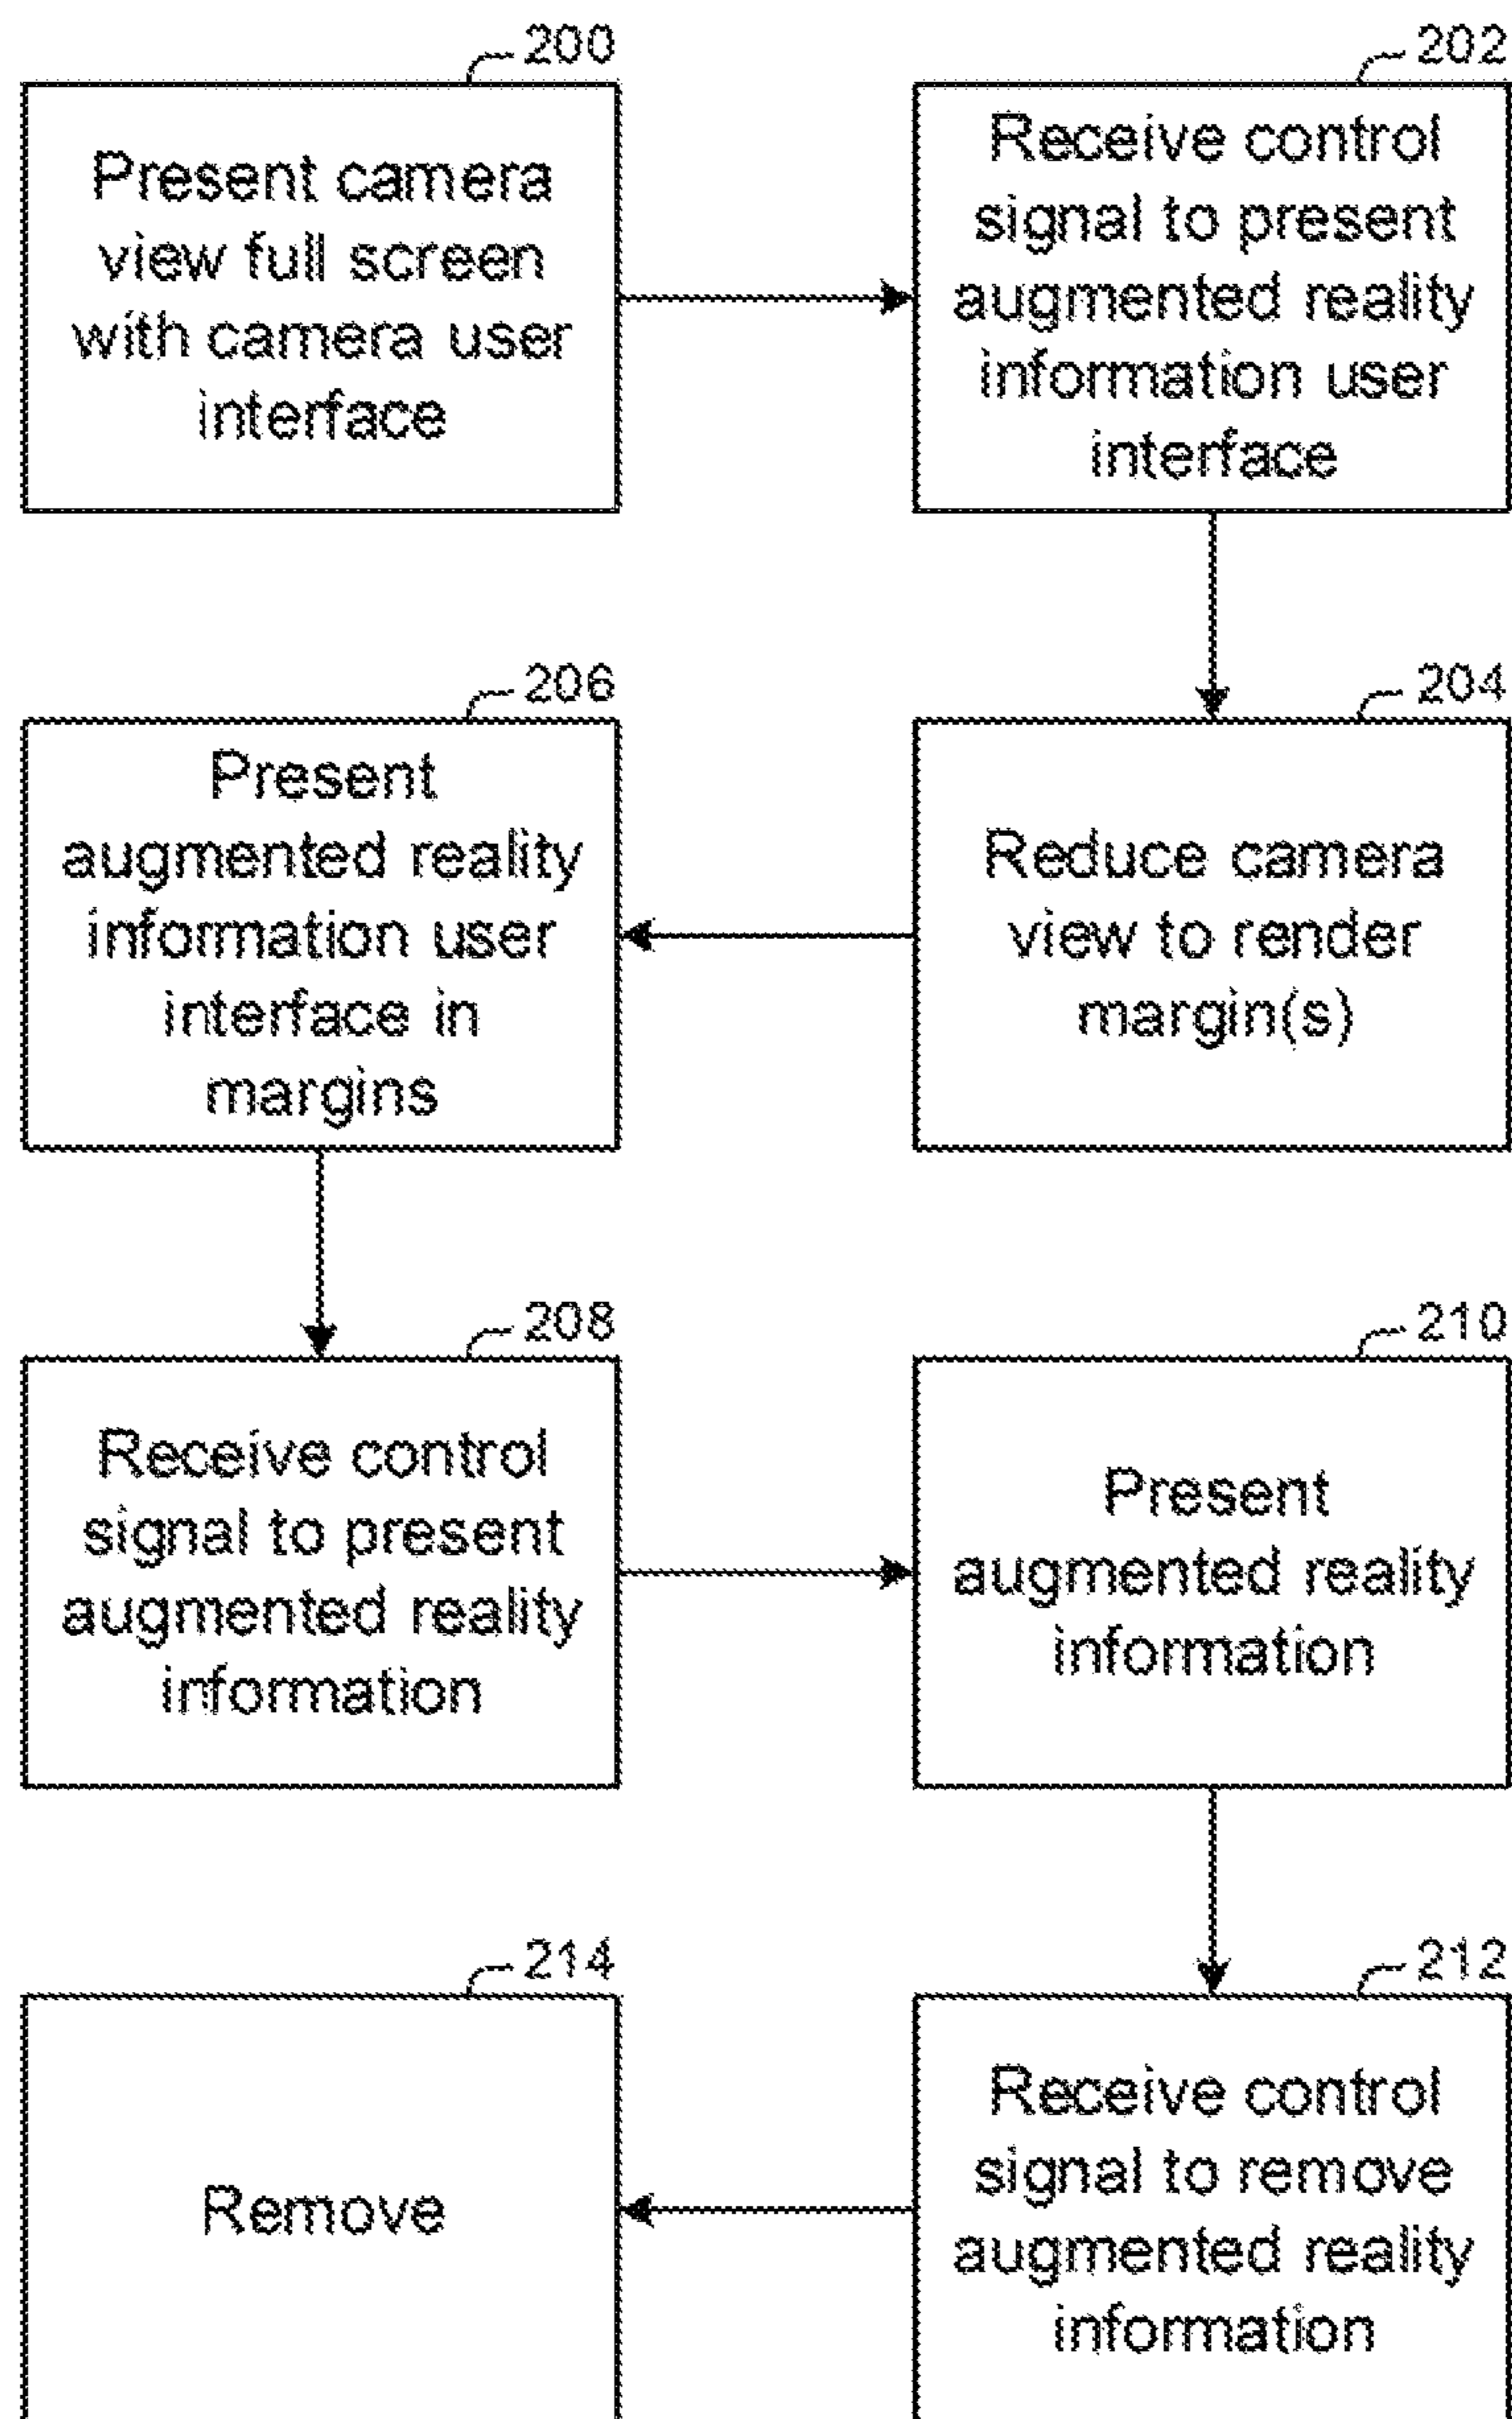 200
Present camera
view full screen
with camera user
interface
202
Receive control
signal to present
augmented reality
information user
interface
204
Reduce camera
view to render
margin(s)
206
Present
augmented reality
information user
interface in
margins
208
Receive control
signal to present
augmented reality
information
210
Present
augmented reality
information
212
Receive control
signal to remove
augmented reality
information
214
Remove